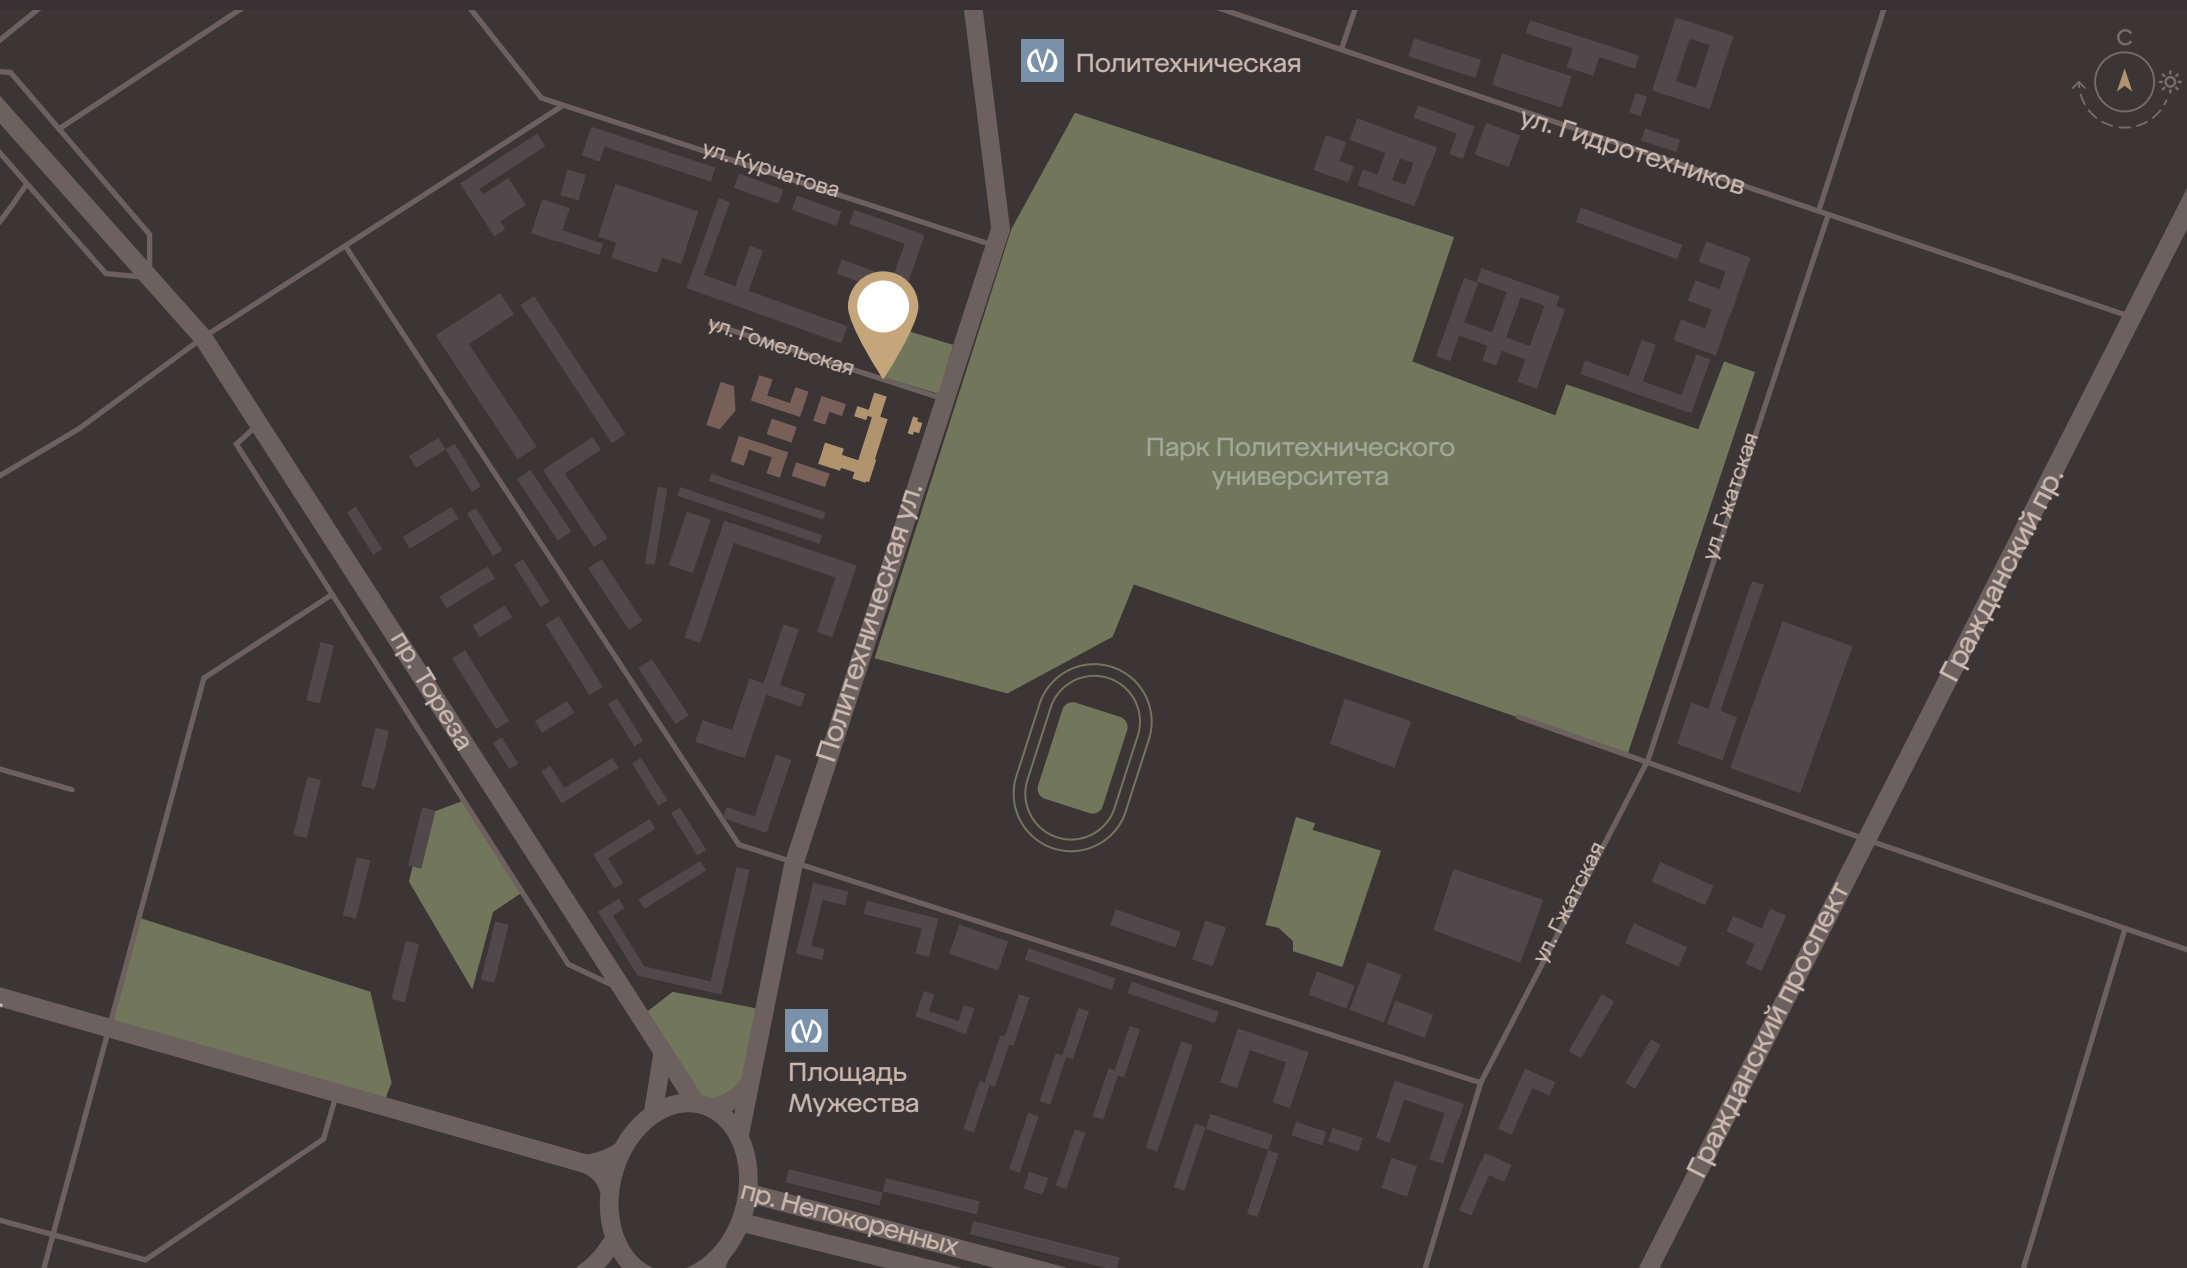 С
Политехническая
ул. Гидротехников
ул. Курчатова
ул. Гомельская
Парк Политехнического
университета
ул. Гжатская
Гражданский пр.
Политехническая ул.
пр. Тореза
ул. Гжатская
Гражданский проспект
Площадь
Мужества
пр. Непокоренных